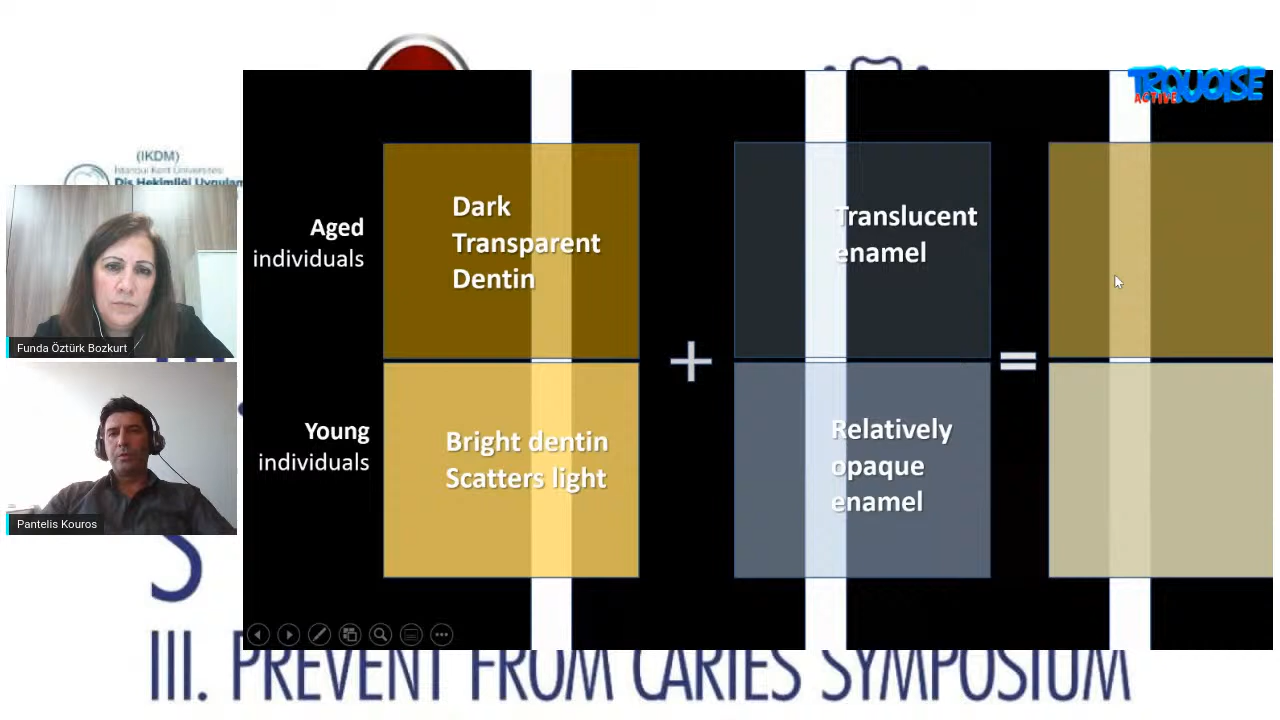 TRQUOISE
ACTIVE
(IKDM)
İstanbul Kent Üniversitesi
Diş Hekimliği Uygulam
Aged
individuals
Dark
Transparent
Dentin
Translucent
enamel
+
=
Young
individuals
Bright dentin
Scatters light
Relatively
opaque
enamel
Funda Öztürk Bozkurt
Pantelis Kouros
S
III. PREVENT FROM CARIES SYMPOSIUM